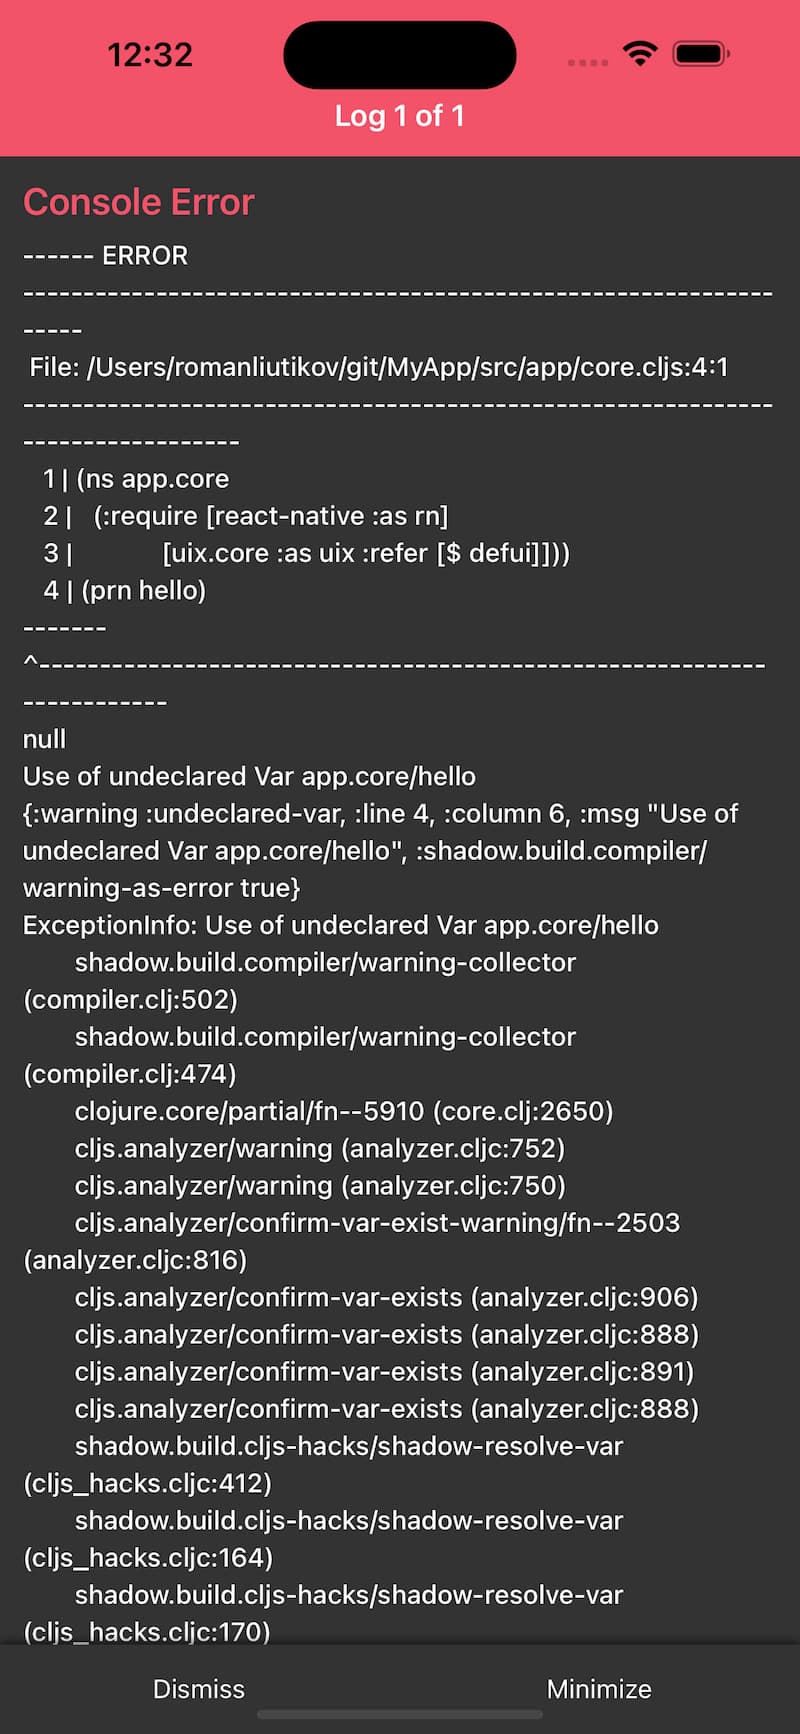 12:32
Log 1 of 1
Console Error
------ ERROR
--------------------------------------------------------------
-----
File: /Users/romanliutikov/git/MyApp/src/app/core.cljs:4:1
--------------------------------------------------------------
------------------
1 | (ns app.core
2 |   (:require [react-native :as rn]
3 |             [uix.core :as uix :refer [$ defui]]))
4 | (prn hello)
-------
^------------------------------------------------------------
------------
null
Use of undeclared Var app.core/hello
{:warning :undeclared-var, :line 4, :column 6, :msg "Use of
undeclared Var app.core/hello", :shadow.build.compiler/
warning-as-error true}
ExceptionInfo: Use of undeclared Var app.core/hello
shadow.build.compiler/warning-collector
(compiler.clj:502)
shadow.build.compiler/warning-collector
(compiler.clj:474)
clojure.core/partial/fn--5910 (core.clj:2650)
cljs.analyzer/warning (analyzer.cljc:752)
cljs.analyzer/warning (analyzer.cljc:750)
cljs.analyzer/confirm-var-exist-warning/fn--2503
(analyzer.cljc:816)
cljs.analyzer/confirm-var-exists (analyzer.cljc:906)
cljs.analyzer/confirm-var-exists (analyzer.cljc:888)
cljs.analyzer/confirm-var-exists (analyzer.cljc:891)
cljs.analyzer/confirm-var-exists (analyzer.cljc:888)
shadow.build.cljs-hacks/shadow-resolve-var
(cljs_hacks.cljc:412)
shadow.build.cljs-hacks/shadow-resolve-var
(cljs_hacks.cljc:164)
shadow.build.cljs-hacks/shadow-resolve-var
(cljs_hacks.cljc:170)
Dismiss
Minimize